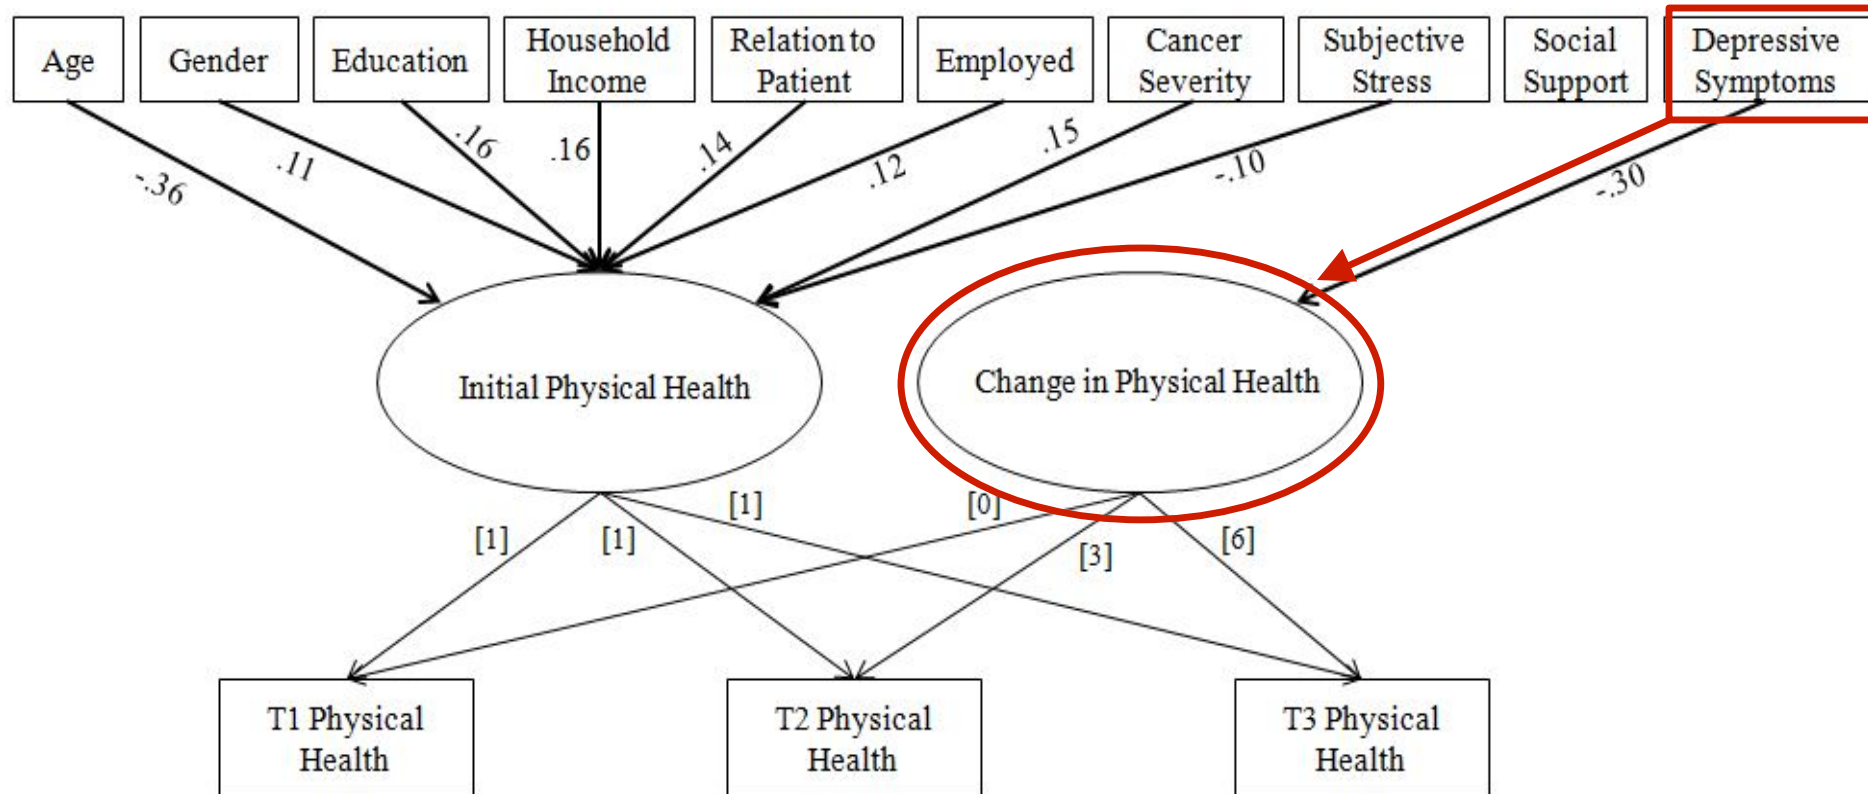 Age
Gender
Education
Household
Income
Relation to
Patient
Employed
Cancer
Severity
Subjective
Stress
Social
Support
Depressive
Symptoms
-.36
.11
.16
.16
.14
.12
.15
-.10
-.30
Initial Physical Health
Change in Physical Health
[1]
[1]
[1]
[0]
[3]
[6]
T1 Physical
Health
T2 Physical
Health
T3 Physical
Health